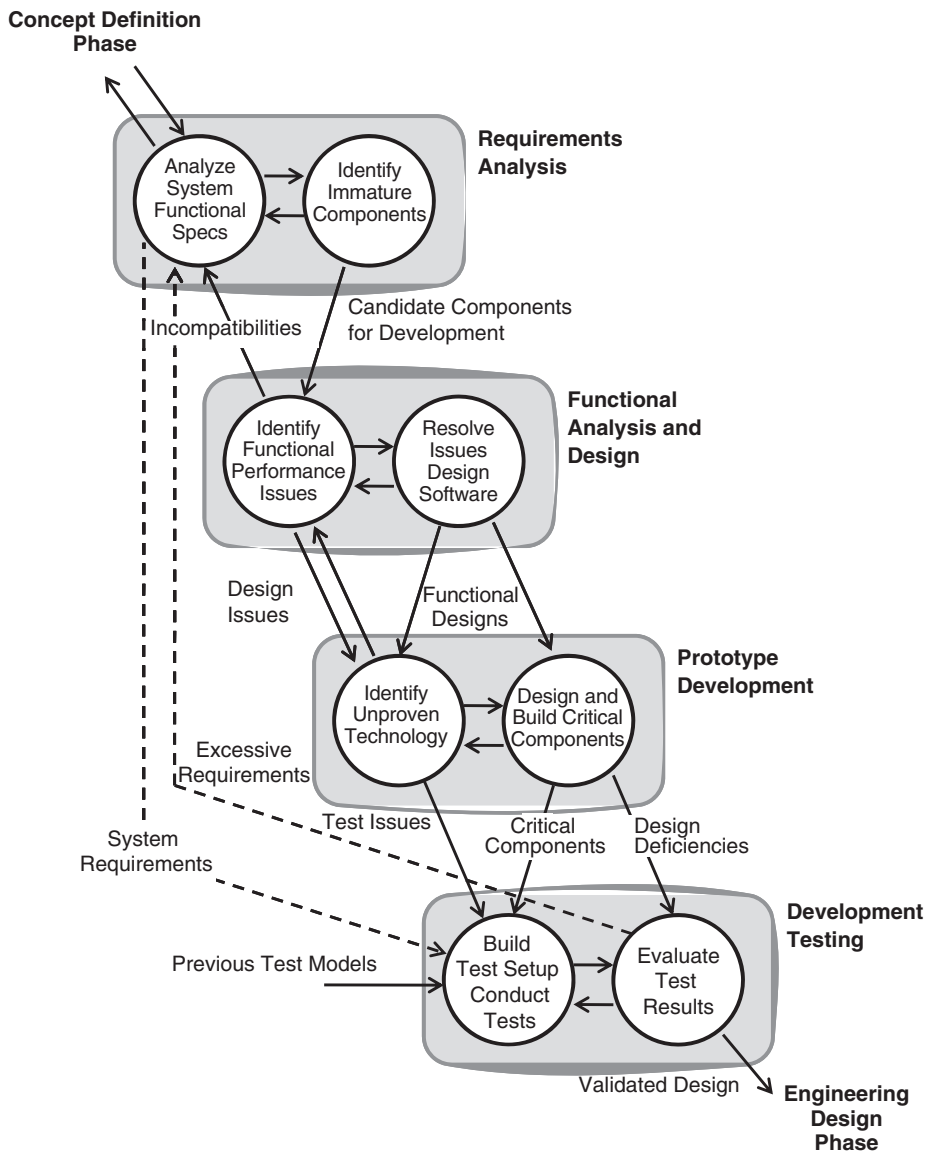 Concept Definition
Phase
Requirements
Analysis
Analyze
System
Functional
Specs
Identify
Immature
Components
Incompatibilities
Candidate Components
for Development
Functional
Analysis and
Design
Identify
Functional
Performance
Issues
Resolve
Issues
Design
Software
Design
Issues
Functional
Designs
Prototype
Development
Identify
Unproven
Technology
Design and
Build Critical
Components
Excessive
Requirements
Test Issues
Critical
Components
Design
Deficiencies
System
Requirements
Development
Testing
Previous Test Models
Build
Test Setup
Conduct
Tests
Evaluate
Test
Results
Validated Design
Engineering
Design
Phase